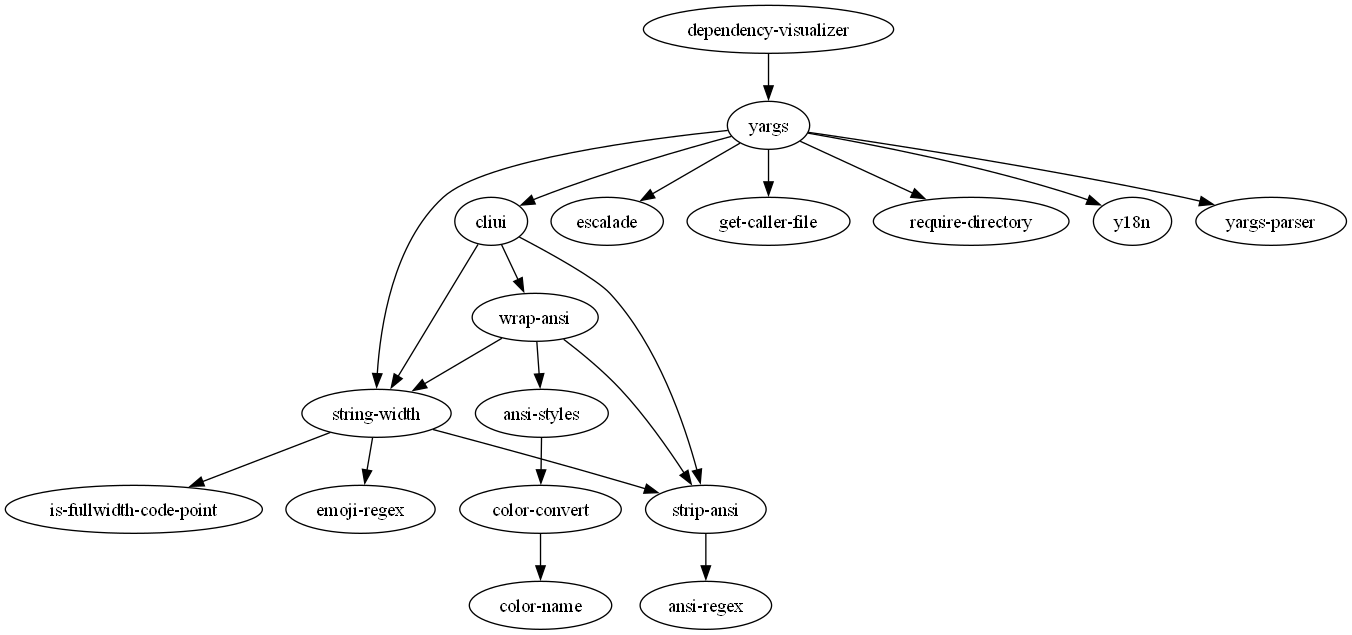 dependency-visualizer
yargs
cliui
escalade
get-caller-file
require-directory
y18n
yargs-parser
wrap-ansi
string-width
ansi-styles
is-fullwidth-code-point
emoji-regex
color-convert
strip-ansi
color-name
ansi-regex